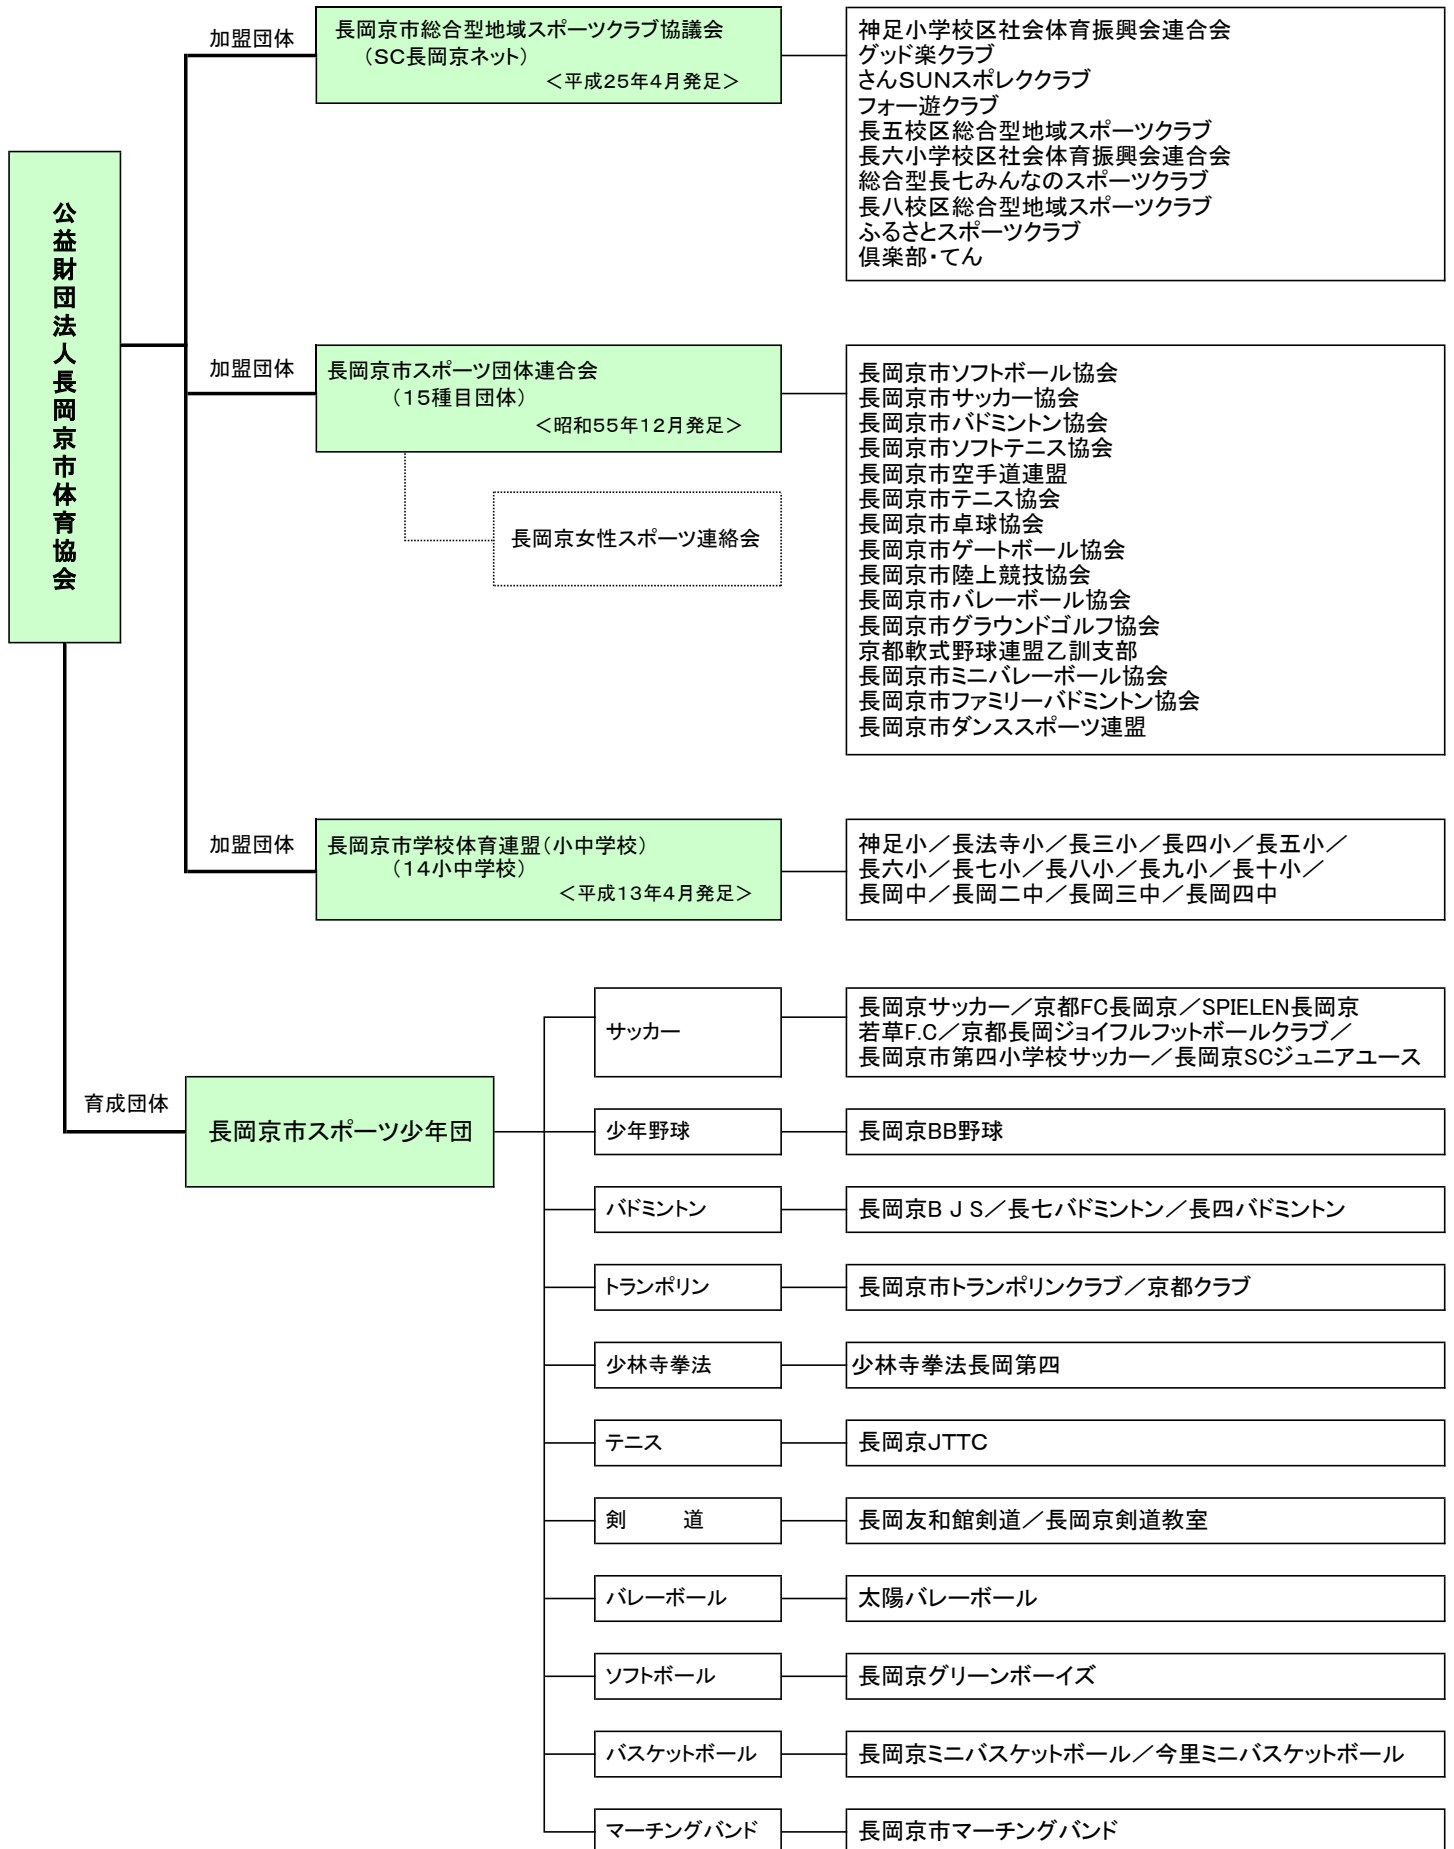 公益財団法人長岡京市体育協会
加盟団体
長岡京市総合型地域スポーツクラブ協議会
（SC長岡京ネット）
＜平成25年4月発足＞
神足小学校区社会体育振興会連合会
グッド楽クラブ
さんSUNスポレククラブ
フォー遊クラブ
長五校区総合型地域スポーツクラブ
長六小学校区社会体育振興会連合会
総合型長七みんなのスポーツクラブ
長八校区総合型地域スポーツクラブ
ふるさとスポーツクラブ
倶楽部・てん
加盟団体
長岡京市スポーツ団体連合会
（15種目団体）
＜昭和55年12月発足＞
長岡京女性スポーツ連絡会
長岡京市ソフトボール協会
長岡京市サッカー協会
長岡京市バドミントン協会
長岡京市ソフトテニス協会
長岡京市空手道連盟
長岡京市テニス協会
長岡京市卓球協会
長岡京市ゲートボール協会
長岡京市陸上競技協会
長岡京市バレーボール協会
長岡京市グラウンドゴルフ協会
京都軟式野球連盟乙訓支部
長岡京市ミニバレーボール協会
長岡京市ファミリーバドミントン協会
長岡京市ダンススポーツ連盟
加盟団体
長岡京市学校体育連盟（小中学校）
（14小中学校）
＜平成13年4月発足＞
神足小／長法寺小／長三小／長四小／長五小／
長六小／長七小／長八小／長九小／長十小／
長岡中／長岡二中／長岡三中／長岡四中
育成団体
長岡京市スポーツ少年団
サッカー
長岡京サッカー／京都FC長岡京／SPIELEN長岡京
若草F.C／京都長岡ジョイフルフットボールクラブ／
長岡京市第四小学校サッカー／長岡京SCジュニアユース
少年野球
長岡京BB野球
バドミントン
長岡京B J S／長七バドミントン／長四バドミントン
トランポリン
長岡京市トランポリンクラブ／京都クラブ
少林寺拳法
少林寺拳法長岡第四
テニス
長岡京JTTC
剣　　道
長岡友和館剣道／長岡京剣道教室
バレーボール
太陽バレーボール
ソフトボール
長岡京グリーンボーイズ
バスケットボール
長岡京ミニバスケットボール／今里ミニバスケットボール
マーチングバンド
長岡京市マーチングバンド